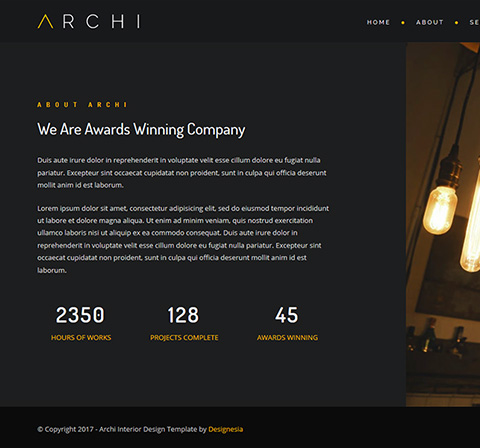 ARCHI
HOME ABOUT SE
ABOUT ARCHI
We Are Awards Winning Company
Duis aute irure dolor in reprehenderit in voluptate velit esse cillum dolore eu fugiat nulla
pariatur. Excepteur sint occaecat cupidatat non proident, sunt in culpa qui officia deserunt
mollit anim id est laborum.
Lorem ipsum dolor sit amet, consectetur adipisicing elit, sed do eiusmod tempor incididunt
ut labore et dolore magna aliqua. Ut enim ad minim veniam, quis nostrud exercitation
ullamco laboris nisi ut aliquip ex ea commodo consequat. Duis aute irure dolor in
reprehenderit in voluptate velit esse cillum dolore eu fugiat nulla pariatur. Excepteur sint
occaecat cupidatat non proident, sunt in culpa qui officia deserunt mollit anim id est
laborum.
2350 128 45
HOURS OF WORKS PROJECTS COMPLETE AWARDS WINNING
© Copyright 2017 - Archi Interior Design Template by Designesia